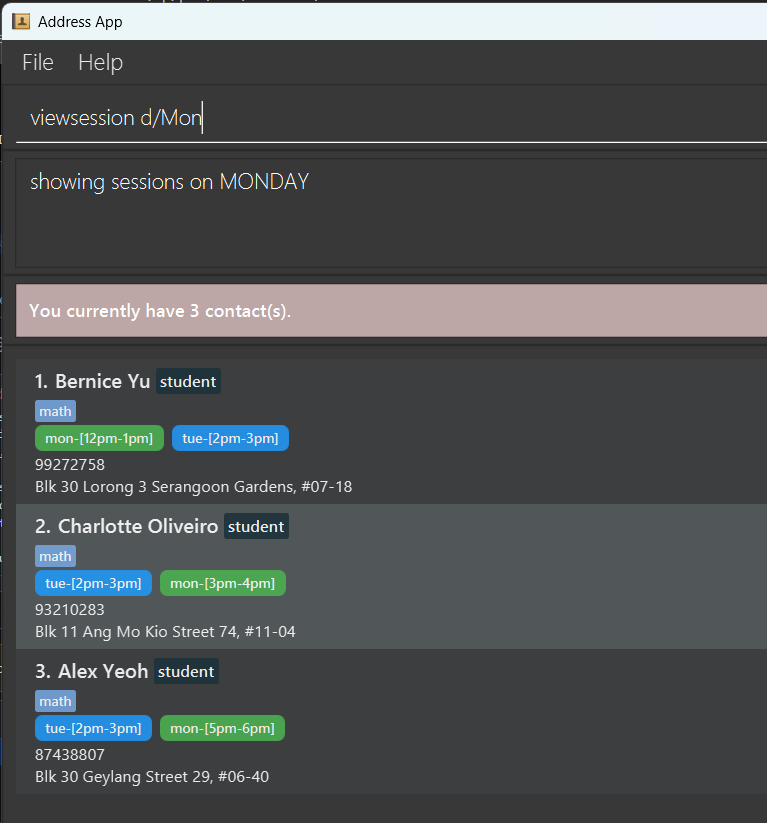 Address App
File Help
viewsession d/Mon
showing sessions on MONDAY
You currently have 3 contact(s).
1. Bernice Yu student
math
mon-[12pm-1pm] tue-[2pm-3pm]
99272758
Blk 30 Lorong 3 Serangoon Gardens, #07-18
2. Charlotte Oliveiro student
math
tue-[2pm-3pm] mon-[3pm-4pm]
93210283
Blk 11 Ang Mo Kio Street 74, #11-04
3. Alex Yeoh student
math
tue-[2pm-3pm] mon-[5pm-6pm]
87438807
Blk 30 Geylang Street 29, #06-40